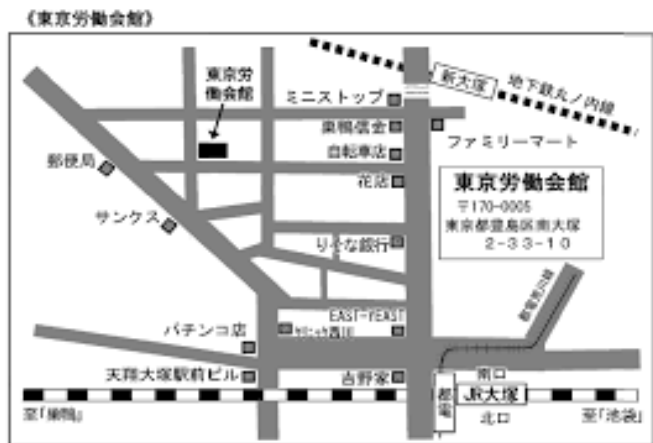 《東京労働会館》
東京労
働会館
新大塚
地下鉄丸ノ内線
ミニストップ
巣鴨信金
ファミリーマート
自転車店
郵便局
花店
東京労働会館
〒170-0005
東京都豊島区南大塚
2-33-10
サンクス
りそな銀行
都電荒川線
EAST-YEAST
パチンコ店
天翔大塚駅前ビル
吉野家
南口
都電
JR大塚
北口
至「巣鴨」
至「池袋」